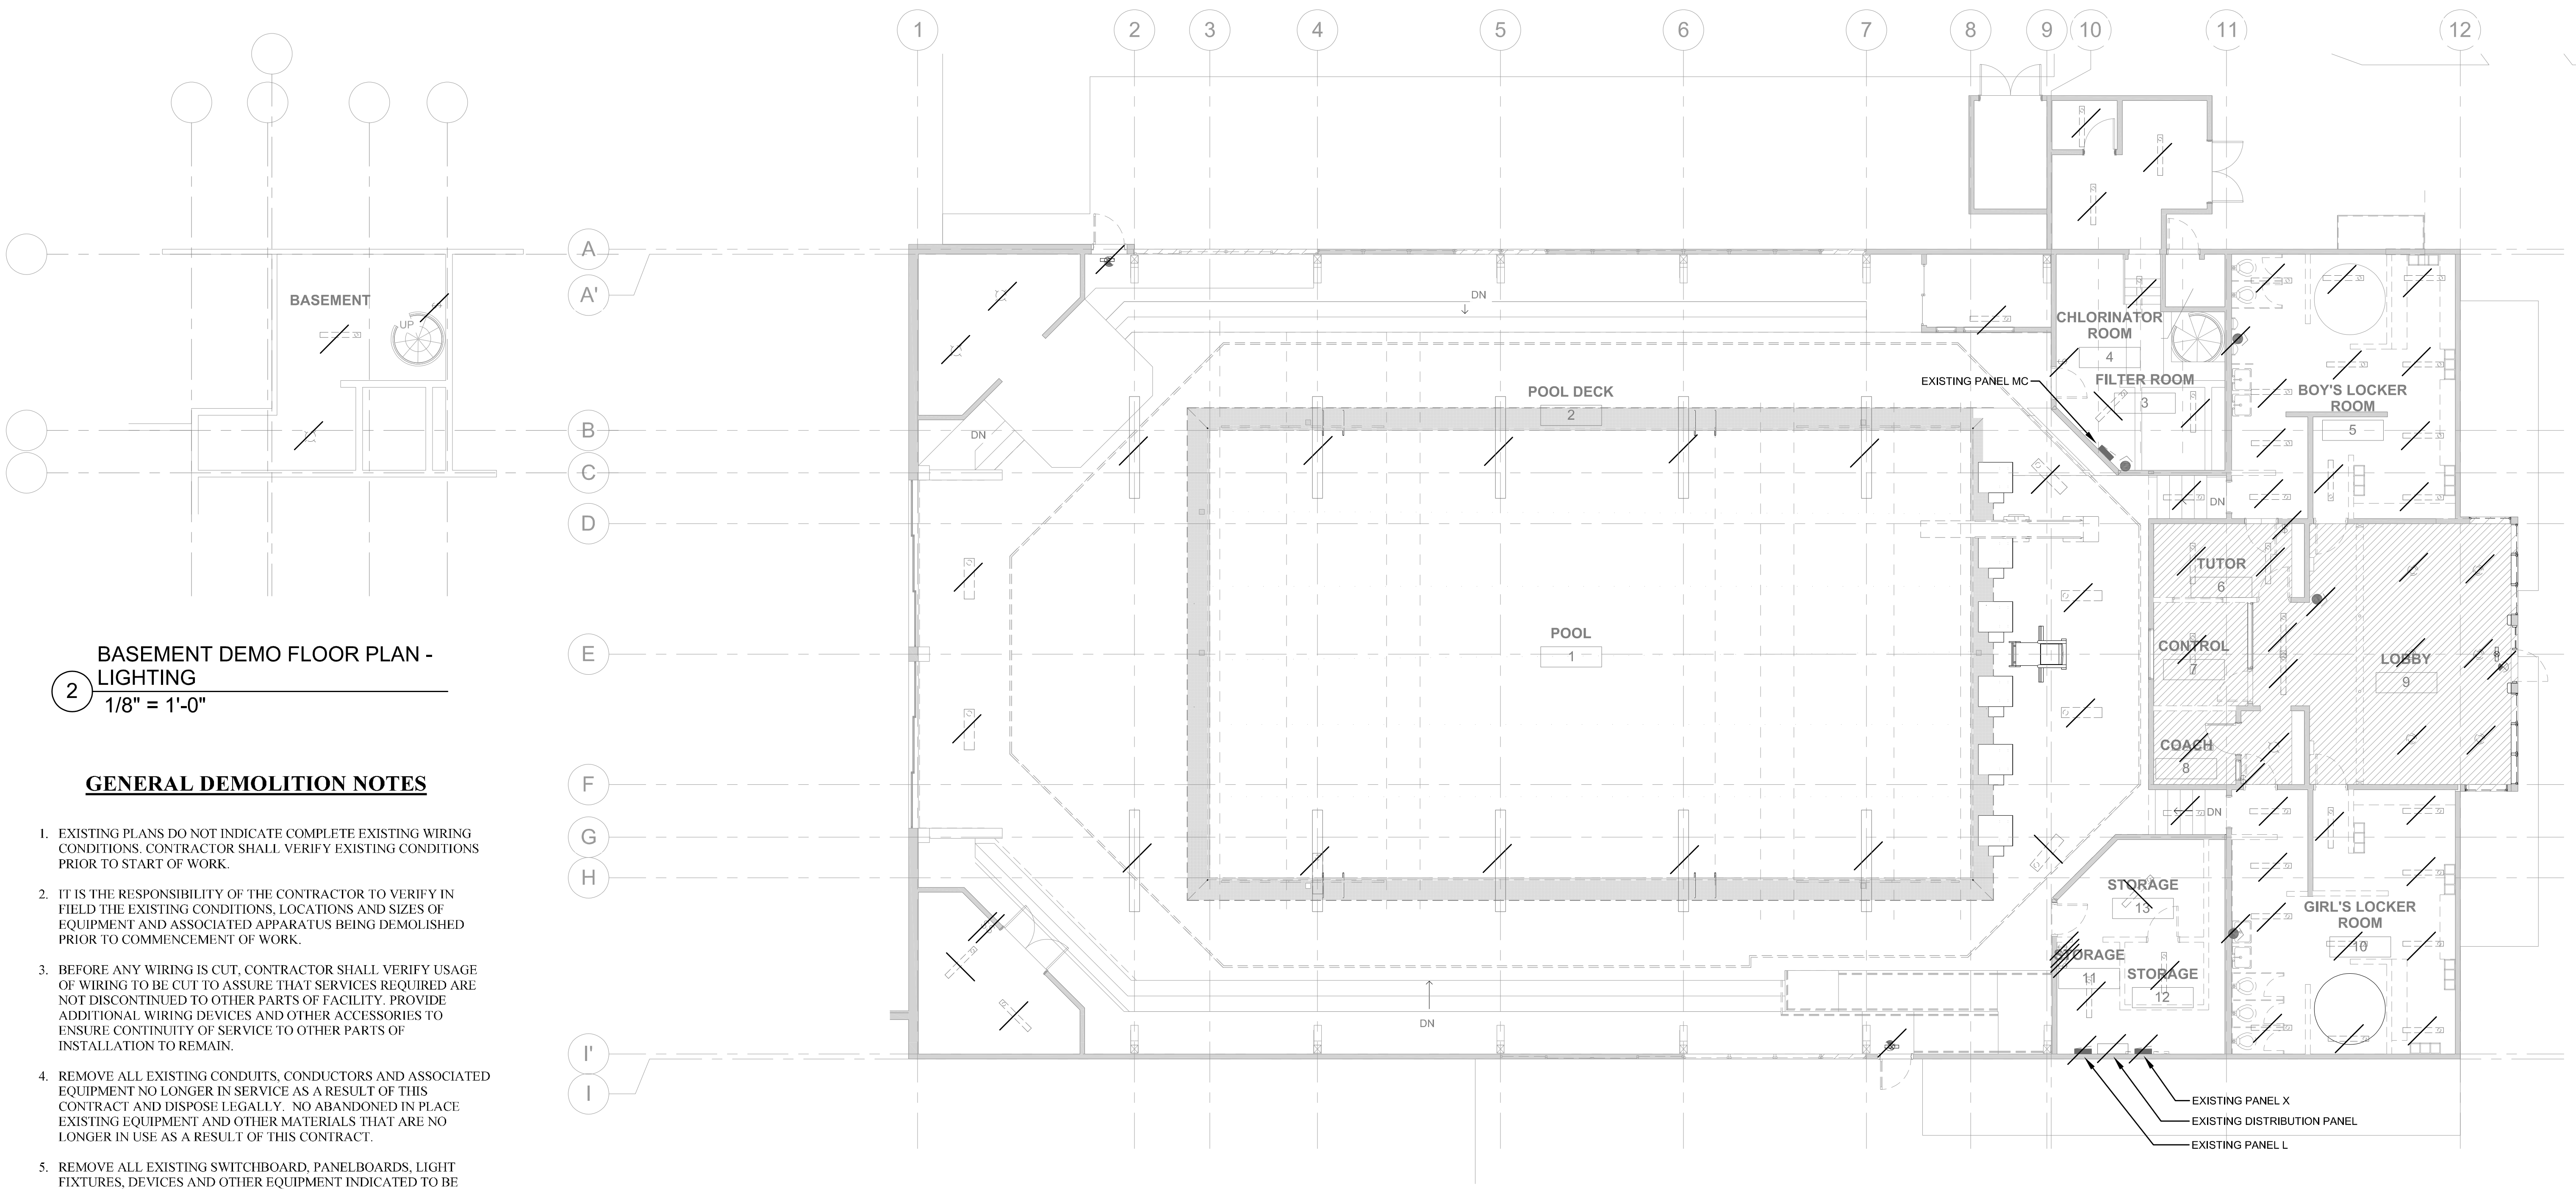 1 2 3 4 5 6 7 8 9 10 11 12
A
A'
B
C
D
E
F
G
H
I'
I
BASEMENT
UP
2
BASEMENT DEMO FLOOR PLAN -
LIGHTING
1/8" = 1'-0"
GENERAL DEMOLITION NOTES
1. EXISTING PLANS DO NOT INDICATE COMPLETE EXISTING WIRING
CONDITIONS. CONTRACTOR SHALL VERIFY EXISTING CONDITIONS
PRIOR TO START OF WORK.
2. IT IS THE RESPONSIBILITY OF THE CONTRACTOR TO VERIFY IN
FIELD THE EXISTING CONDITIONS, LOCATIONS AND SIZES OF
EQUIPMENT AND ASSOCIATED APPARATUS BEING DEMOLISHED
PRIOR TO COMMENCEMENT OF WORK.
3. BEFORE ANY WIRING IS CUT, CONTRACTOR SHALL VERIFY USAGE
OF WIRING TO BE CUT TO ASSURE THAT SERVICES REQUIRED ARE
NOT DISCONTINUED TO OTHER PARTS OF FACILITY. PROVIDE
ADDITIONAL WIRING DEVICES AND OTHER ACCESSORIES TO
ENSURE CONTINUITY OF SERVICE TO OTHER PARTS OF
INSTALLATION TO REMAIN.
4. REMOVE ALL EXISTING CONDUITS, CONDUCTORS AND ASSOCIATED
EQUIPMENT NO LONGER IN SERVICE AS A RESULT OF THIS
CONTRACT AND DISPOSE LEGALLY. NO ABANDONED IN PLACE
EXISTING EQUIPMENT AND OTHER MATERIALS THAT ARE NO
LONGER IN USE AS A RESULT OF THIS CONTRACT.
5. REMOVE ALL EXISTING SWITCHBOARD, PANELBOARDS, LIGHT
FIXTURES, DEVICES AND OTHER EQUIPMENT INDICATED TO BE
DN
DN
POOL DECK
2
POOL
1
DN
EXISTING PANEL MC
CHLORINATOR
ROOM
4
FILTER ROOM
3
BOY'S LOCKER
ROOM
5
DN
TUTOR
6
CONTROL
7
COACH
8
LOBBY
9
DN
STORAGE
13
STORAGE
11
STORAGE
12
GIRL'S LOCKER
ROOM
10
EXISTING PANEL X
EXISTING DISTRIBUTION PANEL
EXISTING PANEL L